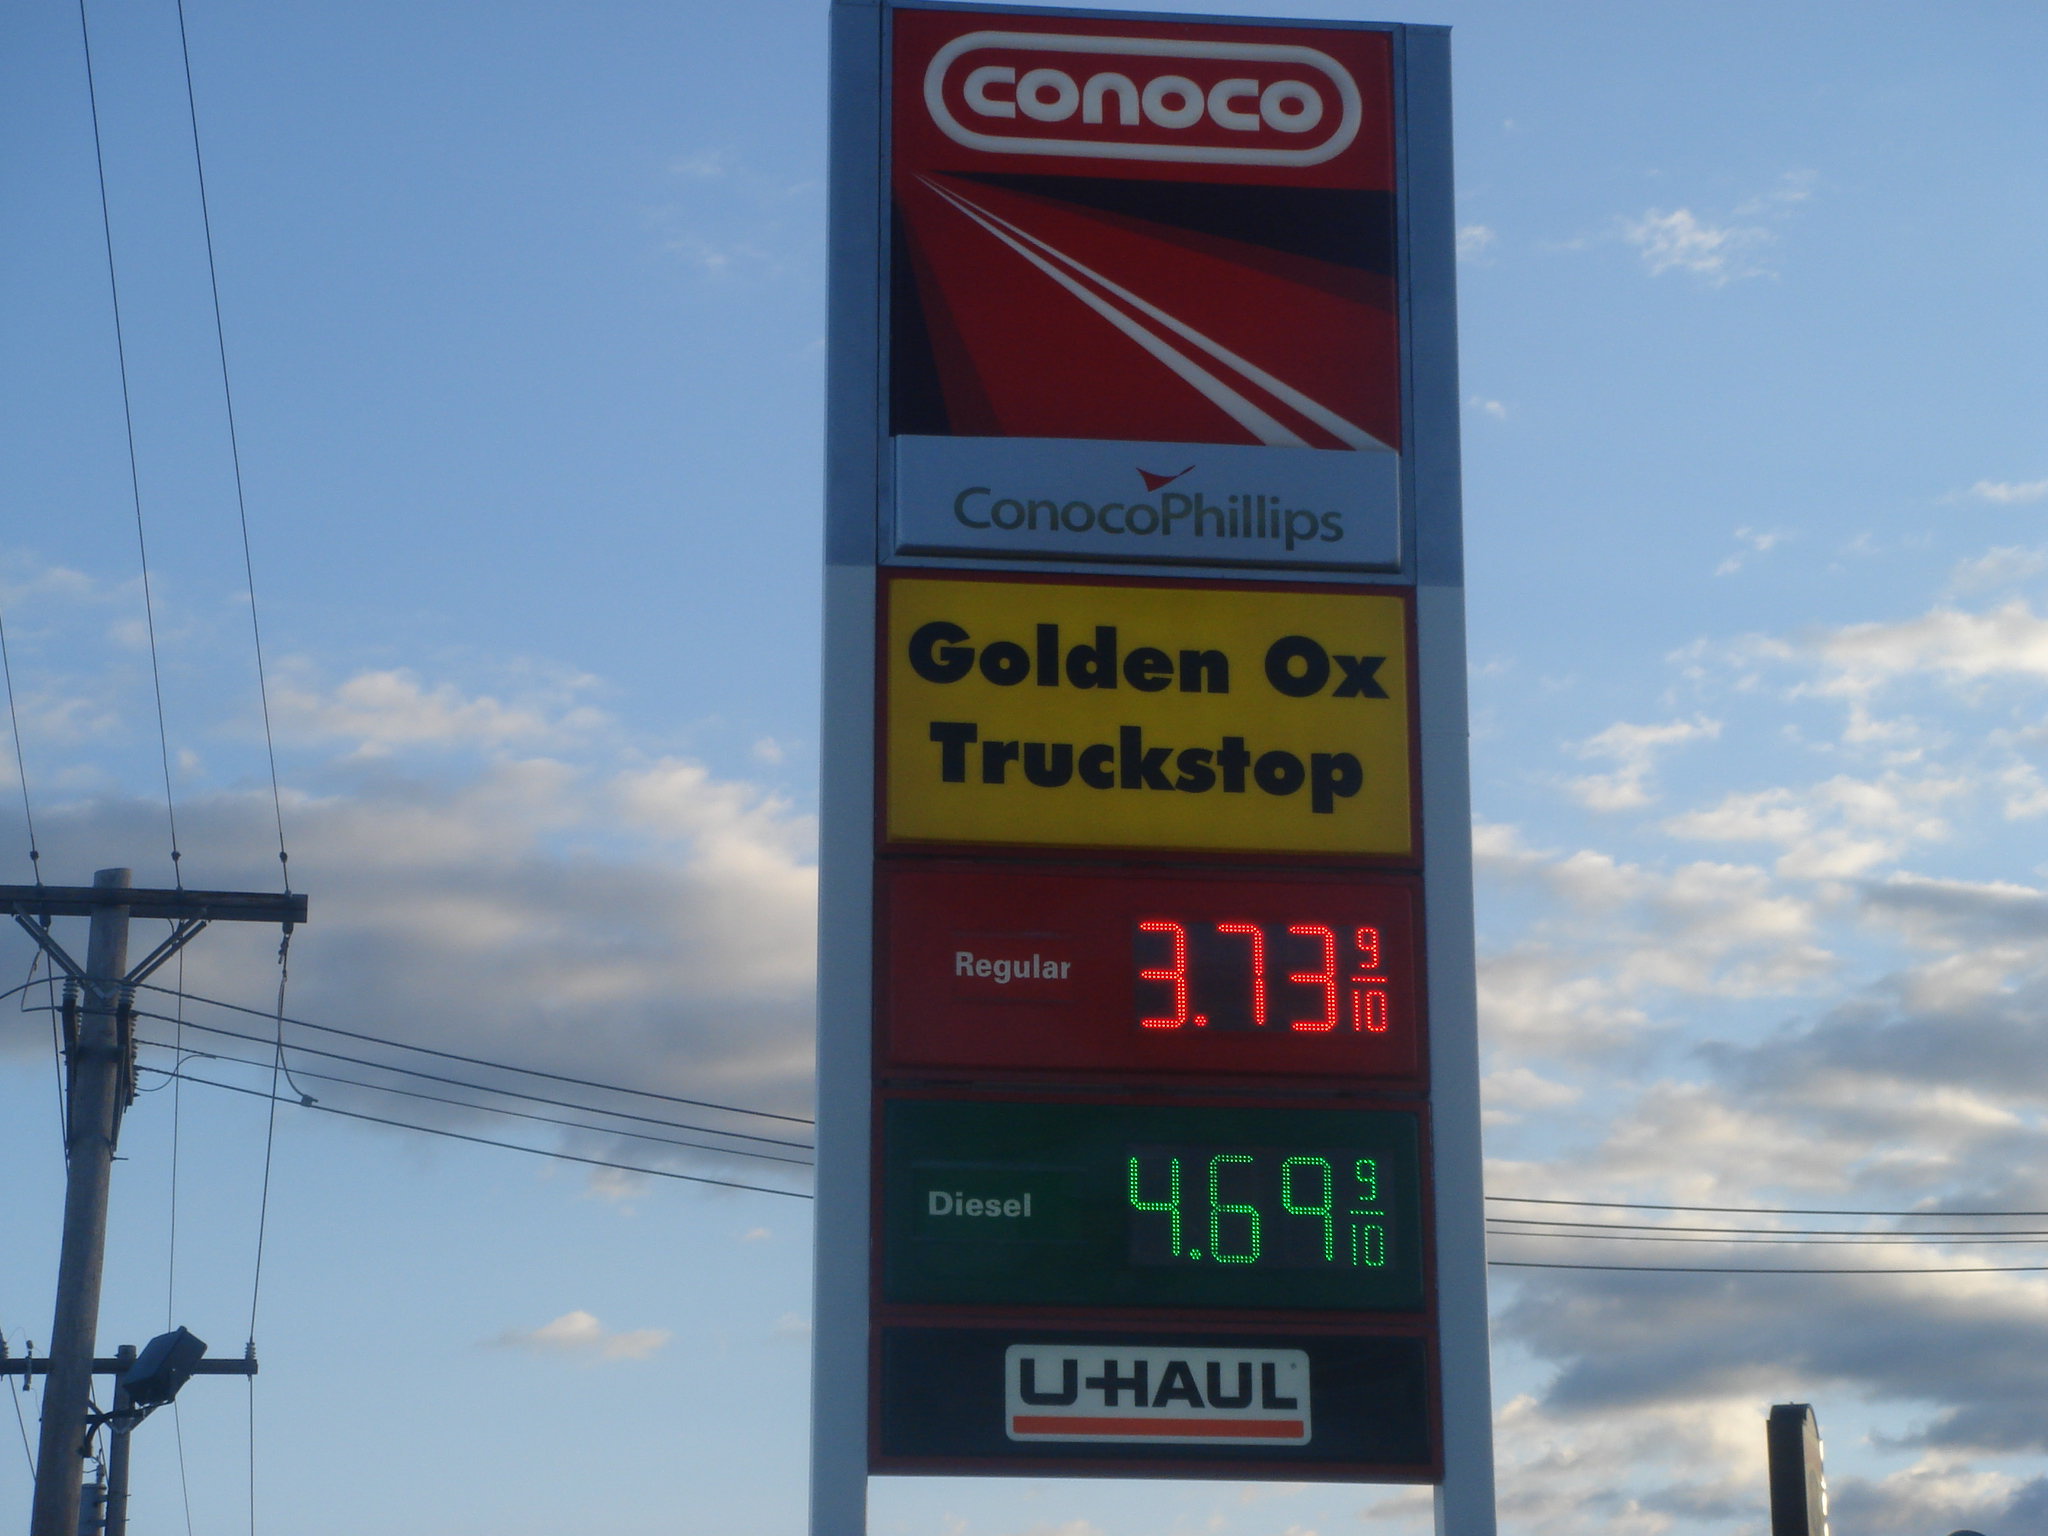 CONOCO
ConocoPhillips
Golden Ox
Truckstop
Regular 3.73 9/10
Diesel 4.69 9/10
U-HAUL